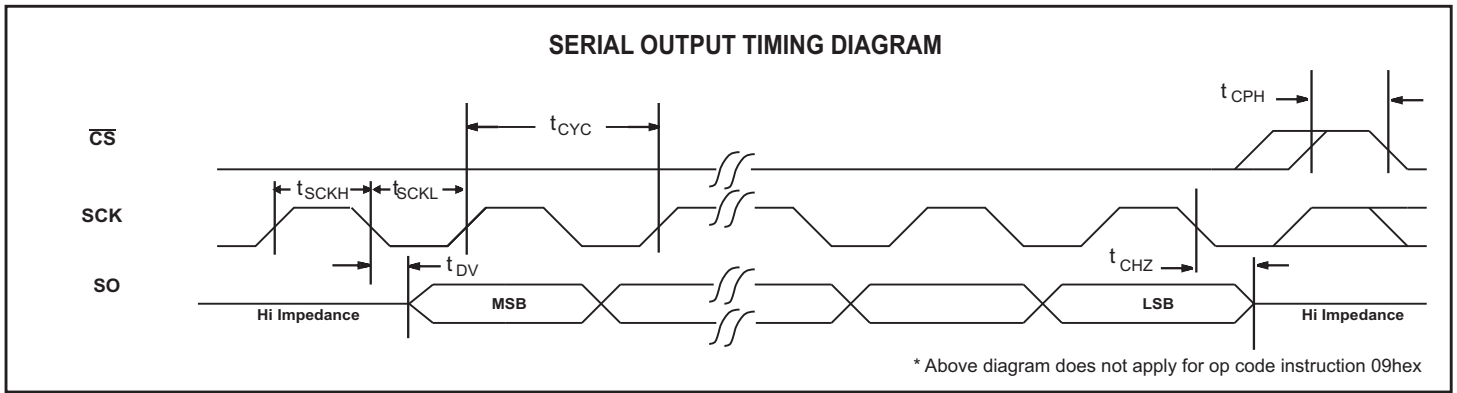 SERIAL OUTPUT TIMING DIAGRAM
t CPH
CS
t CYC
t SCKH
t SCKL
SCK
t DV
t CHZ
SO
MSB
LSB
Hi Impedance
Hi Impedance
* Above diagram does not apply for op code instruction 09hex